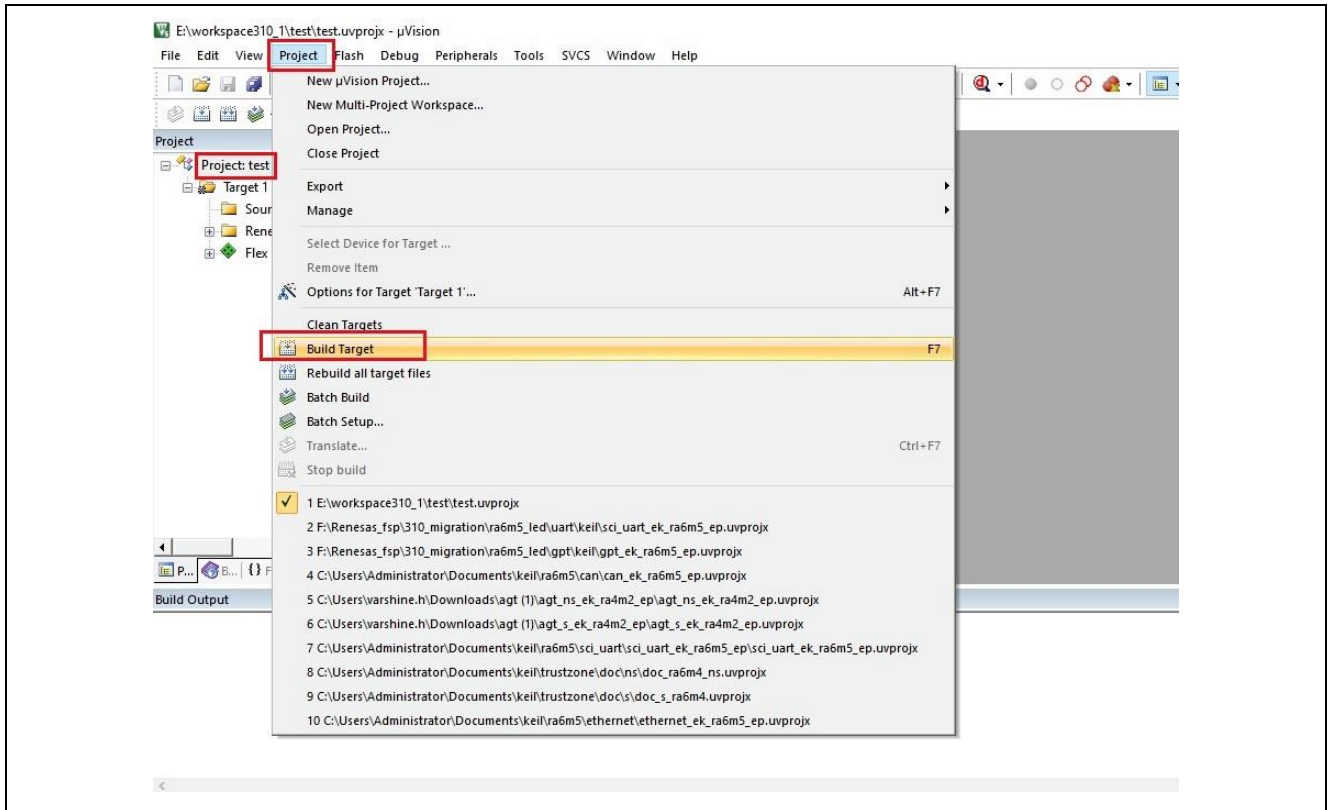 E:\workspace310_1\test\test.uvprojx - µVision
File Edit View Project Flash Debug Peripherals Tools SVCS Window Help
New µVision Project...
New Multi-Project Workspace...
Open Project...
Close Project
Export
Manage
Select Device for Target ...
Remove Item
Options for Target 'Target 1'... Alt+F7
Clean Targets
Build Target F7
Rebuild all target files
Batch Build
Batch Setup...
Translate... Ctrl+F7
Stop build
1 E:\workspace310_1\test\test.uvprojx
2 F:\Renesas_fsp\310_migration\ra6m5_led\uart\keil\sci_uart_ek_ra6m5_ep.uvprojx
3 F:\Renesas_fsp\310_migration\ra6m5_led\gpt\keil\gpt_ek_ra6m5_ep.uvprojx
4 C:\Users\Administrator\Documents\keil\ra6m5\can\can_ek_ra6m5_ep.uvprojx
5 C:\Users\varshine.h\Downloads\agt (1)\agt_ns_ek_ra4m2_ep\agt_ns_ek_ra4m2_ep.uvprojx
6 C:\Users\varshine.h\Downloads\agt (1)\agt_s_ek_ra4m2_ep\agt_s_ek_ra4m2_ep.uvprojx
7 C:\Users\Administrator\Documents\keil\ra6m5\sci_uart\sci_uart_ek_ra6m5_ep\sci_uart_ek_ra6m5_ep.uvprojx
8 C:\Users\Administrator\Documents\keil\trustzone\doc\ns\doc_ra6m4_ns.uvprojx
9 C:\Users\Administrator\Documents\keil\trustzone\doc\s\doc_s_ra6m4.uvprojx
10 C:\Users\Administrator\Documents\keil\ra6m5\ethernet\ethernet_ek_ra6m5_ep.uvprojx
Project
Project: test
Target 1
Sour
Rene
Flex
P... B... {} F
Build Output